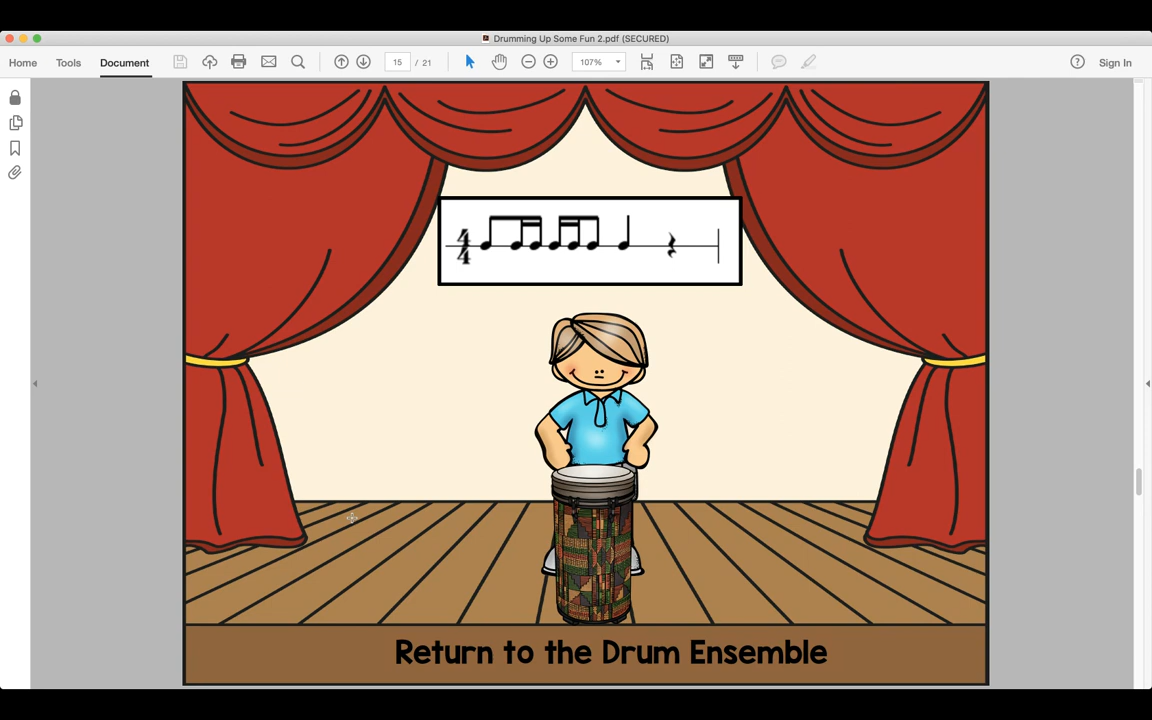 Drumming Up Some Fun 2.pdf (SECURED)
Home Tools Document 15 / 21 107% Sign In
4
4
Return to the Drum Ensemble